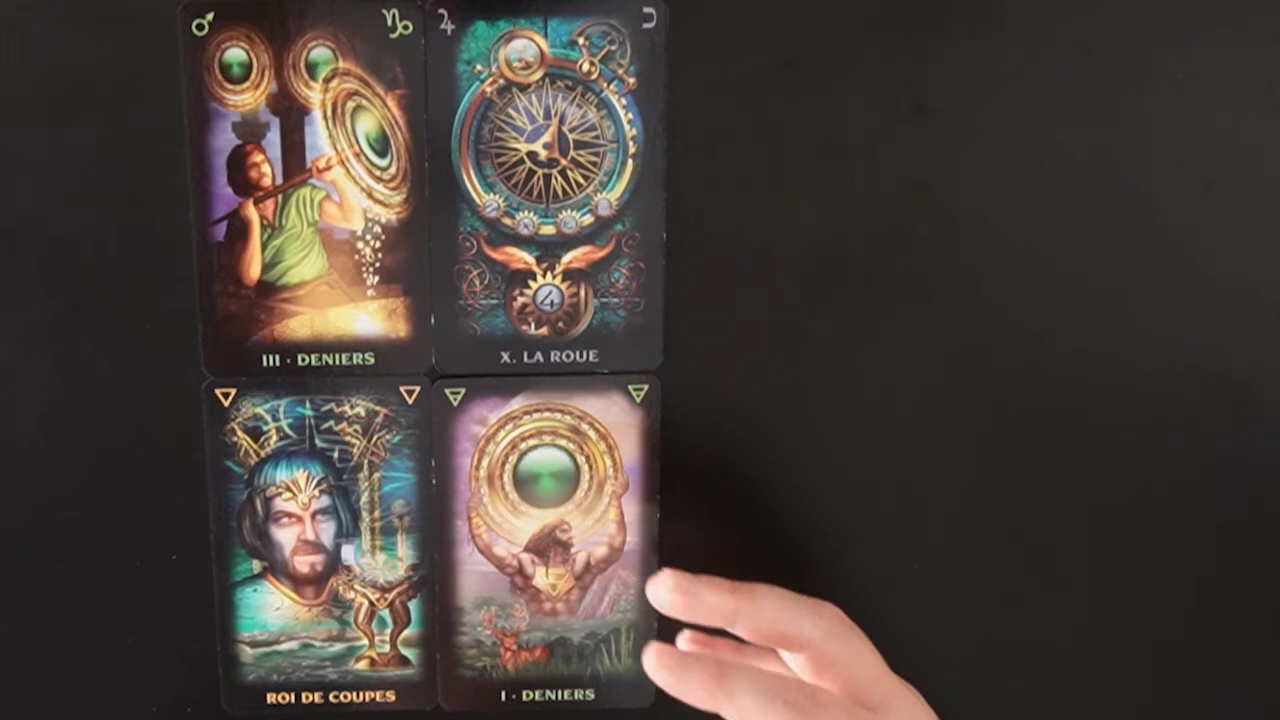 III · DENIERS
X. LA ROUE
ROI DE COUPES
I · DENIERS